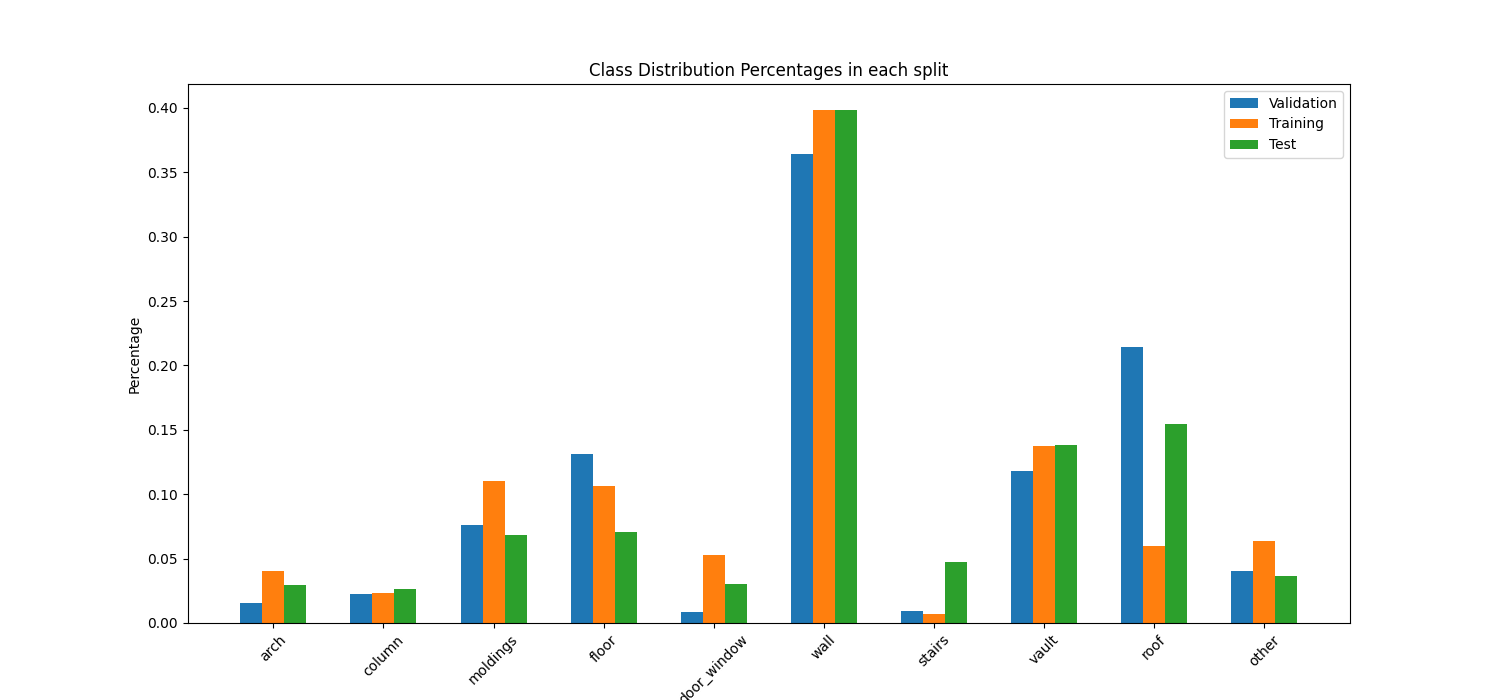 Class Distribution Percentages in each split
Validation
Training
Test
Percentage
0.40
0.35
0.30
0.25
0.20
0.15
0.10
0.05
0.00
arch
column
moldings
floor
door_window
wall
stairs
vault
roof
other